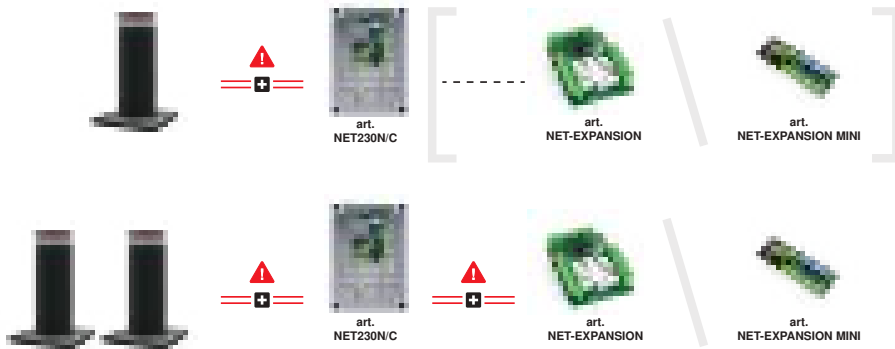 art.
NET230N/C
art.
NET-EXPANSION
art.
NET-EXPANSION MINI
art.
NET230N/C
art.
NET-EXPANSION
art.
NET-EXPANSION MINI